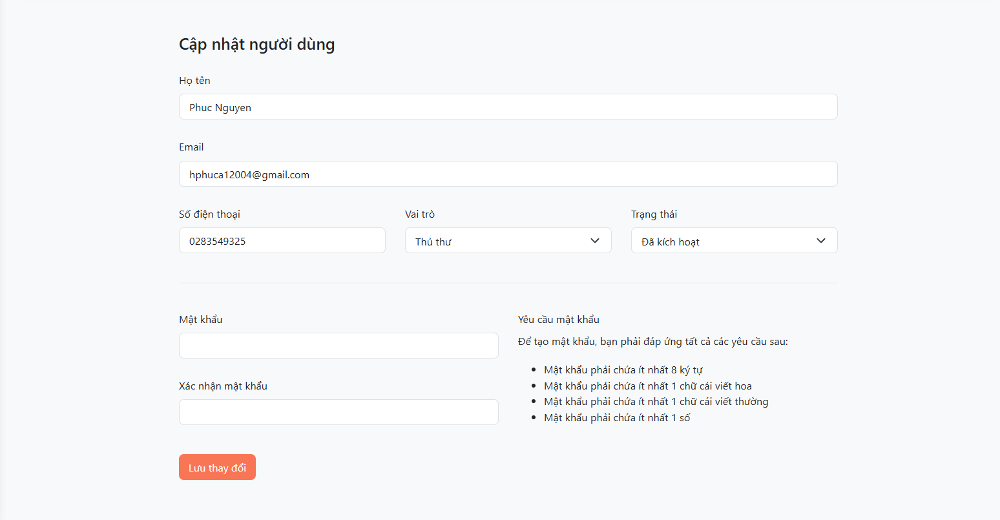 Cập nhật người dùng
Họ tên
Phuc Nguyen
Email
hphuca12004@gmail.com
Số điện thoại
Vai trò
Trạng thái
0283549325
Thủ thư
Đã kích hoạt
Mật khẩu
Xác nhận mật khẩu
Yêu cầu mật khẩu
Để tạo mật khẩu, bạn phải đáp ứng tất cả các yêu cầu sau:
Mật khẩu phải chứa ít nhất 8 ký tự
Mật khẩu phải chứa ít nhất 1 chữ cái viết hoa
Mật khẩu phải chứa ít nhất 1 chữ cái viết thường
Mật khẩu phải chứa ít nhất 1 số
Lưu thay đổi